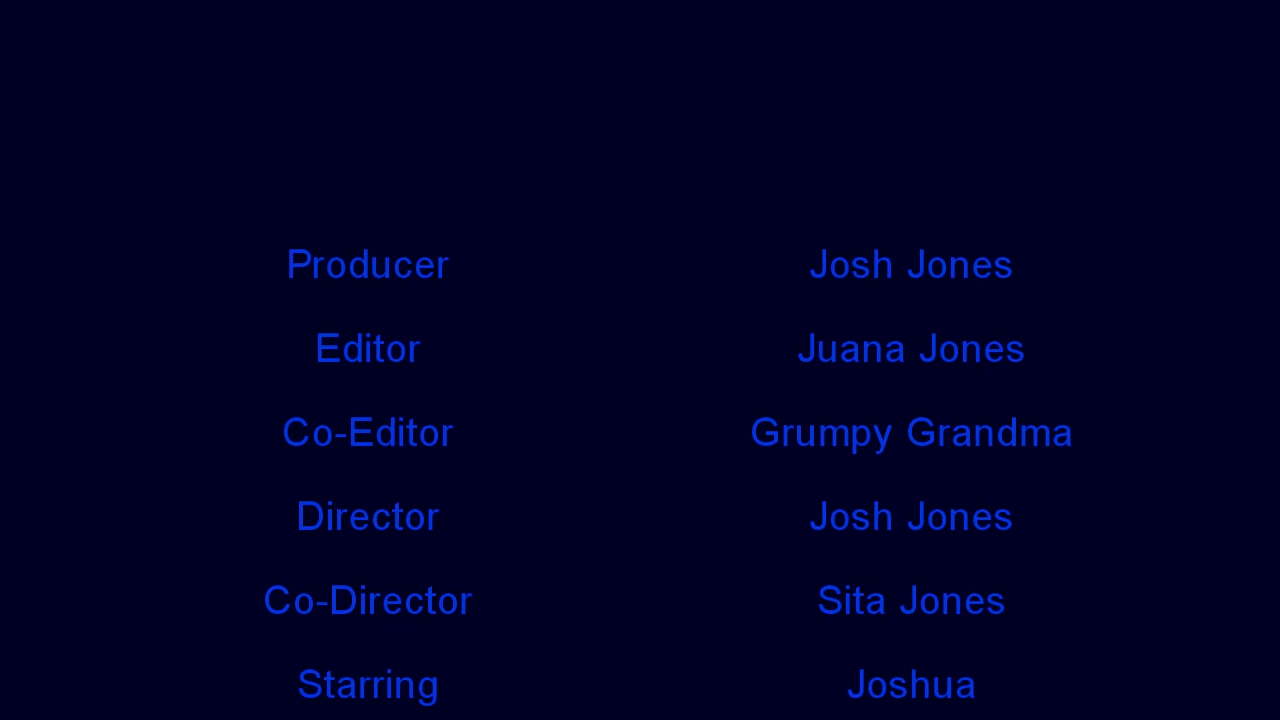 Producer Josh Jones
Editor Juana Jones
Co-Editor Grumpy Grandma
Director Josh Jones
Co-Director Sita Jones
Starring Joshua